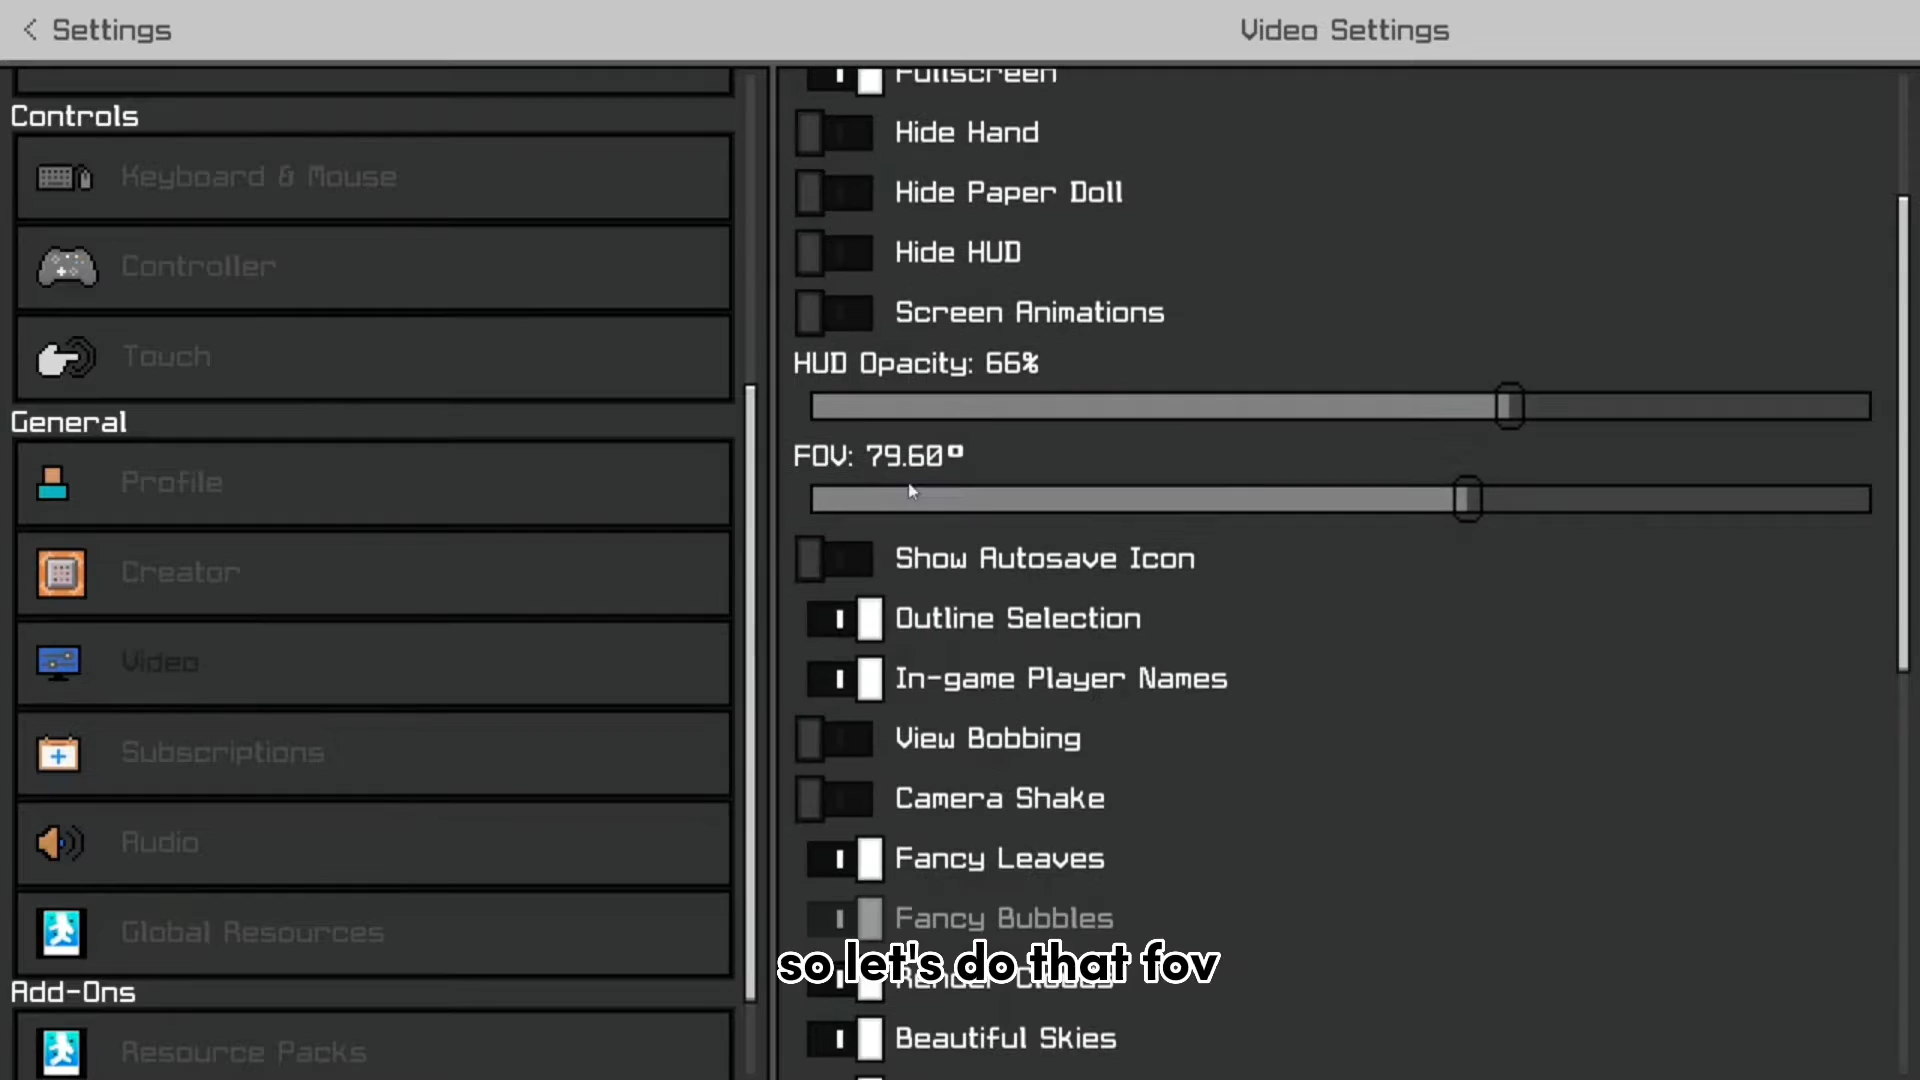 Settings
Video Settings
Controls
Keyboard & Mouse
Controller
Touch
General
Profile
Creator
Video
Subscriptions
Audio
Global Resources
Add-Ons
Resource Packs
Fullscreen
Hide Hand
Hide Paper Doll
Hide HUD
Screen Animations
HUD Opacity: 66%
FOV: 79.60°
Show Autosave Icon
Outline Selection
In-game Player Names
View Bobbing
Camera Shake
Fancy Leaves
Fancy Bubbles
so let's do that fov
Render Clouds
Beautiful Skies